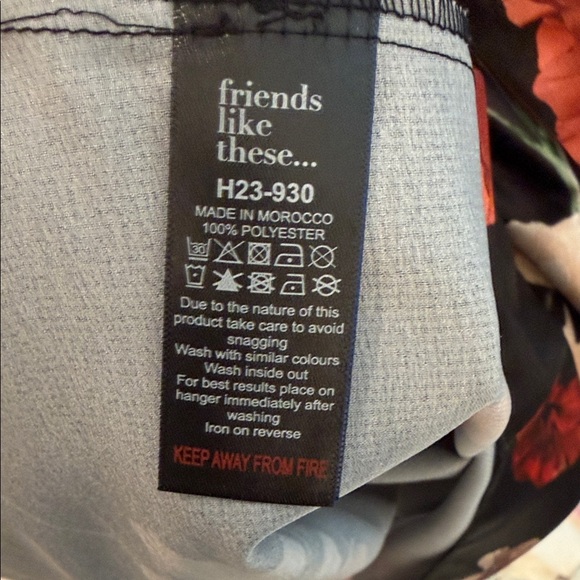 friends
like
these...
H23-930
MADE IN MOROCCO
100% POLYESTER
30
Due to the nature of this
product take care to avoid
snagging
Wash with similar colours
Wash inside out
For best results place on
hanger immediately after
washing
Iron on reverse
KEEP AWAY FROM FIRE